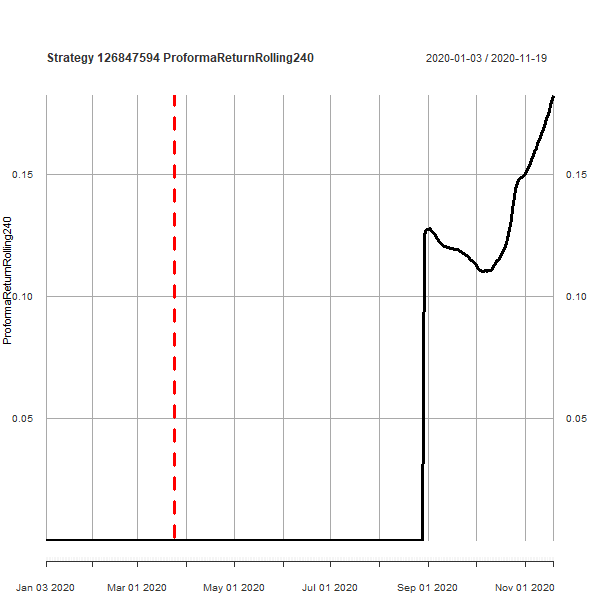 Strategy 126847594 ProformaReturnRolling240
2020-01-03 / 2020-11-19
0.15
0.15
ProformaReturnRolling240
0.10
0.10
0.05
0.05
Jan 03 2020
Mar 01 2020
May 01 2020
Jul 01 2020
Sep 01 2020
Nov 01 2020